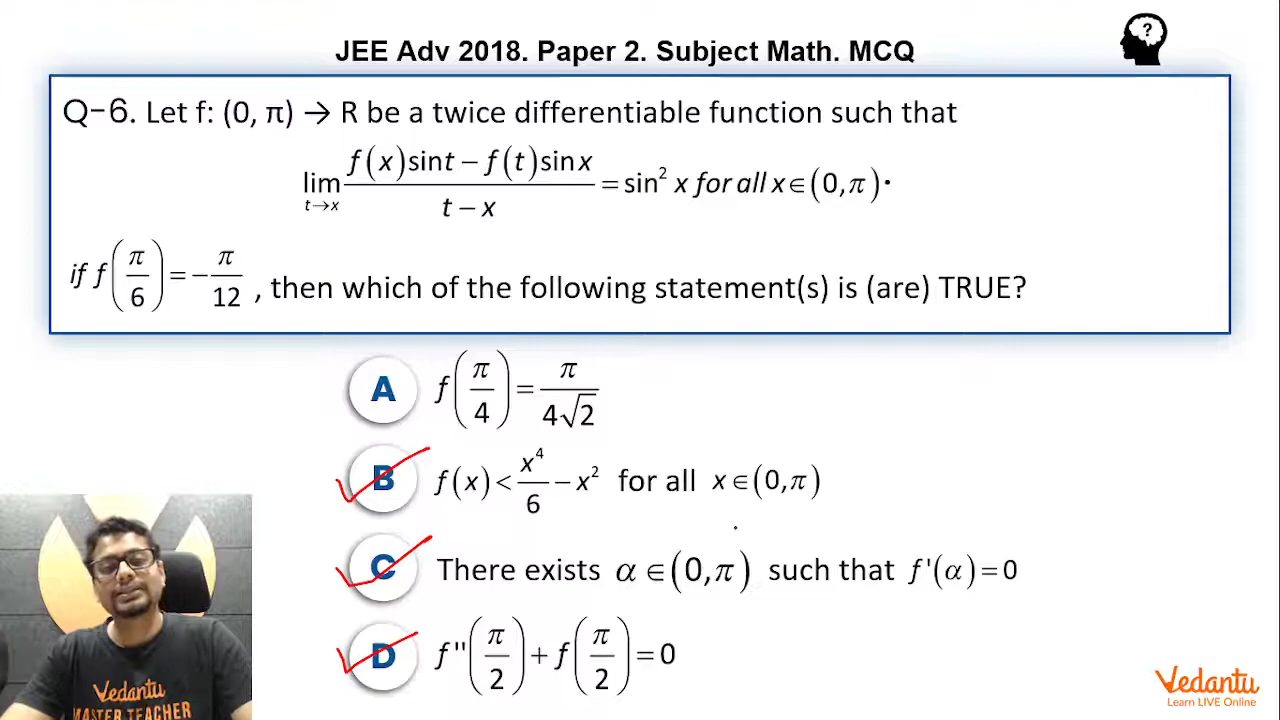 ?
JEE Adv 2018. Paper 2. Subject Math. MCQ
Q-6. Let f: (0, π) → R be a twice differentiable function such that
lim_{t→x} \frac{f(x)sint − f(t)sinx}{t − x} = sin² x for all x∈(0,π)·
if f(π/6) = −π/12 , then which of the following statement(s) is (are) TRUE?
A f(π/4) = π/(4√2)
B f(x) < x⁴/6 − x² for all x∈(0,π)
C There exists α∈(0,π) such that f'(α)=0
D f"(π/2) + f(π/2) = 0
Vedantu
MASTER TEACHER
Vedantu
Learn LIVE Online